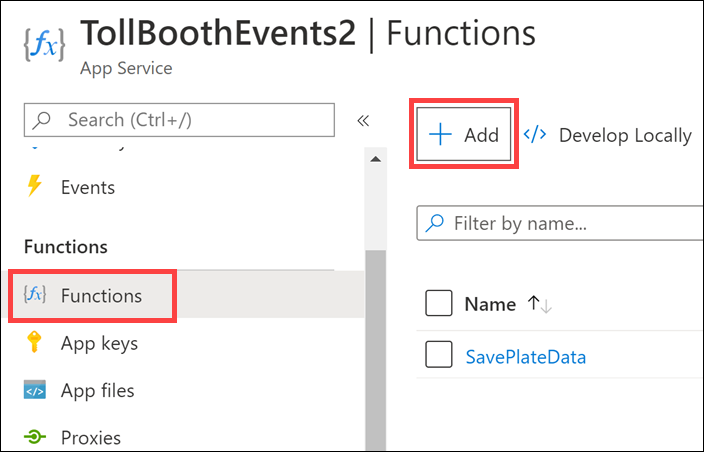 {fx}
TollBoothEvents2 | Functions
App Service
Search (Ctrl+/)
«
+ Add
</> Develop Locally
Events
Filter by name...
Functions
{fx} Functions
Name ↑↓
App keys
SavePlateData
</> App files
Proxies